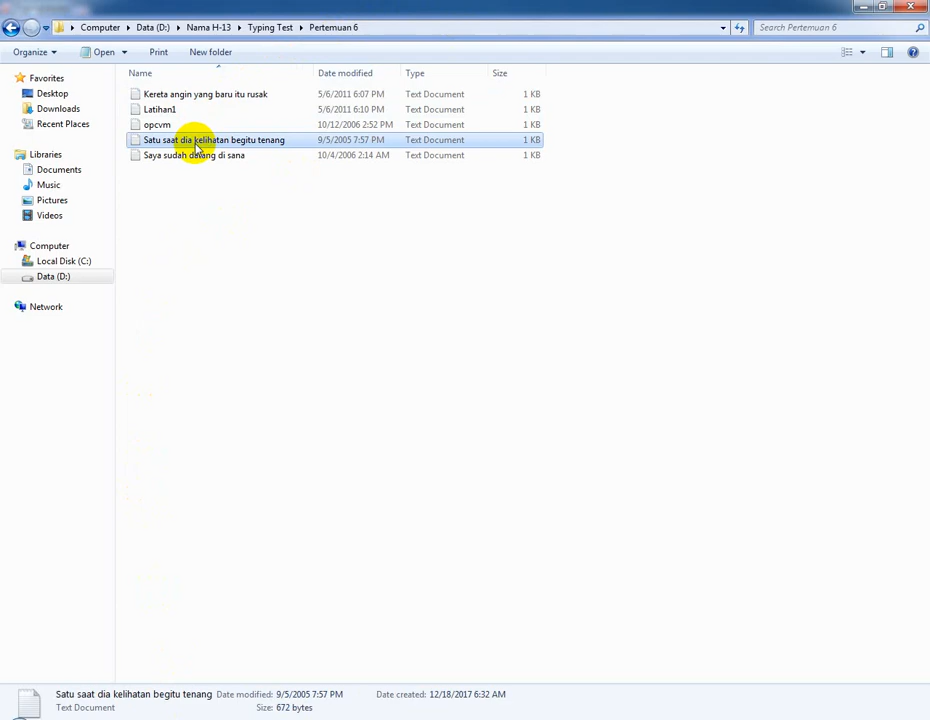 Computer Data (D:) Nama H-13 Typing Test Pertemuan 6 Search Pertemuan 6
Organize Open Print New folder
Name Date modified Type Size
Favorites
Desktop
Downloads
Recent Places
Libraries
Documents
Music
Pictures
Videos
Computer
Local Disk (C:)
Data (D:)
Network
Kereta angin yang baru itu rusak 5/6/2011 6:07 PM Text Document 1 KB
Latihan1 5/6/2011 6:10 PM Text Document 1 KB
opcvm 10/12/2006 2:52 PM Text Document 1 KB
Satu saat dia kelihatan begitu tenang 9/5/2005 7:57 PM Text Document 1 KB
Saya sudah datang di sana 10/4/2006 2:14 AM Text Document 1 KB
Satu saat dia kelihatan begitu tenang Date modified: 9/5/2005 7:57 PM Date created: 12/18/2017 6:32 AM
Text Document Size: 672 bytes